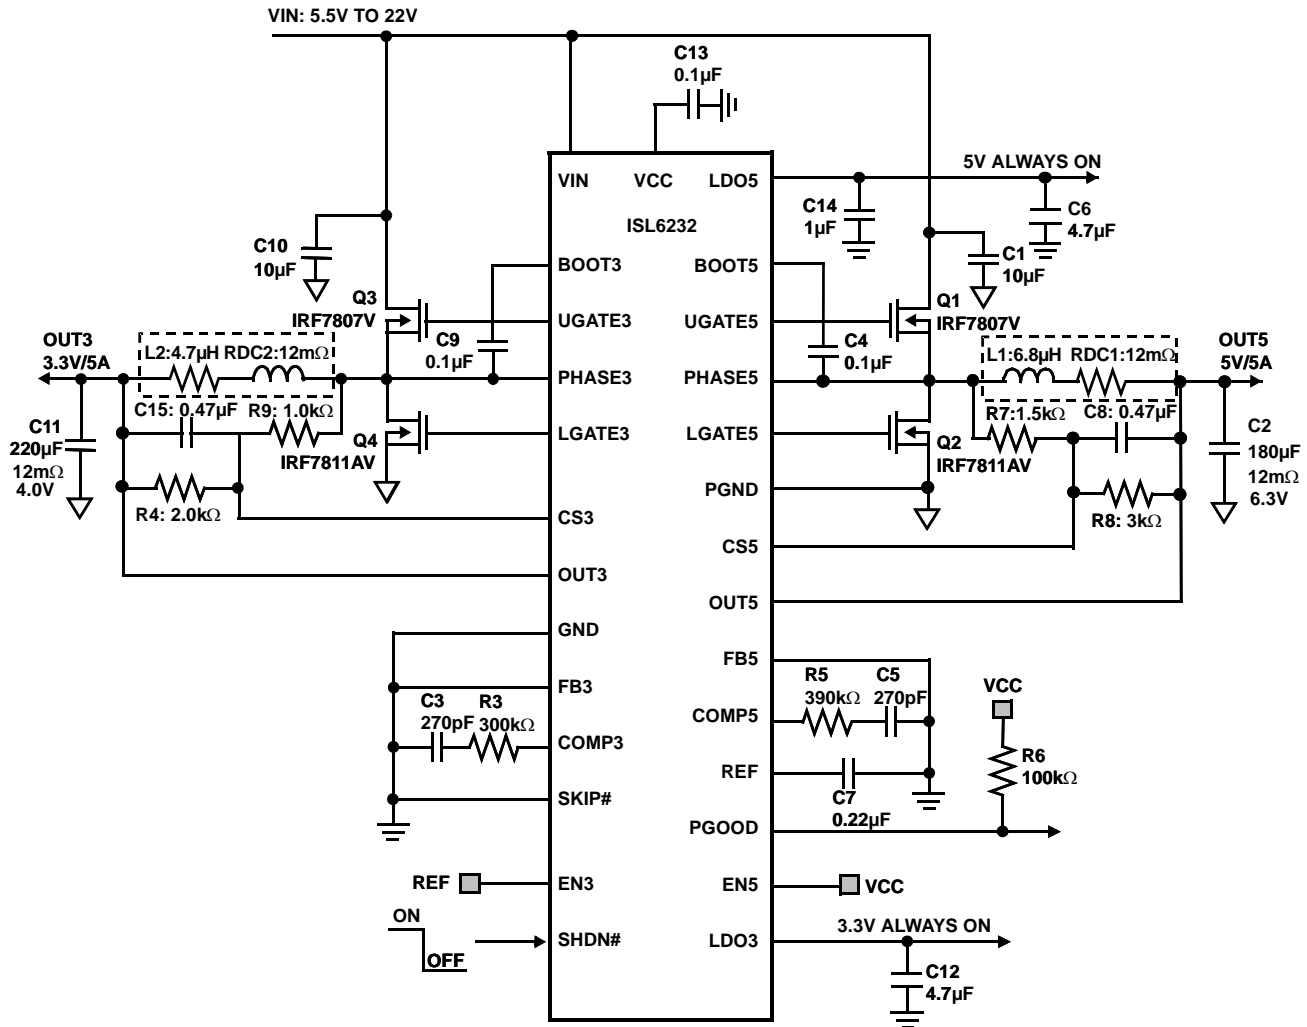 VIN: 5.5V TO 22V
C13
0.1µF
VIN
VCC
LDO5
5V ALWAYS ON
ISL6232
C14
1µF
C6
4.7µF
C10
10µF
BOOT3
BOOT5
C1
10µF
Q3
IRF7807V
UGATE3
UGATE5
Q1
IRF7807V
C9
0.1µF
C4
0.1µF
OUT3
3.3V/5A
L2:4.7µH RDC2:12mΩ
PHASE3
PHASE5
L1:6.8µH RDC1:12mΩ
OUT5
5V/5A
C15: 0.47µF R9: 1.0kΩ
R7:1.5kΩ C8: 0.47µF
C11
220µF
12mΩ
4.0V
Q4
IRF7811AV
LGATE3
LGATE5
Q2
IRF7811AV
C2
180µF
12mΩ
6.3V
R4: 2.0kΩ
PGND
R8: 3kΩ
CS3
CS5
OUT3
OUT5
GND
FB5
FB3
C3
270pF
R3
300kΩ
COMP3
R5
390kΩ
C5
270pF
COMP5
VCC
R6
100kΩ
REF
C7
0.22µF
SKIP#
PGOOD
REF
EN3
EN5
VCC
ON
OFF
SHDN#
LDO3
3.3V ALWAYS ON
C12
4.7µF